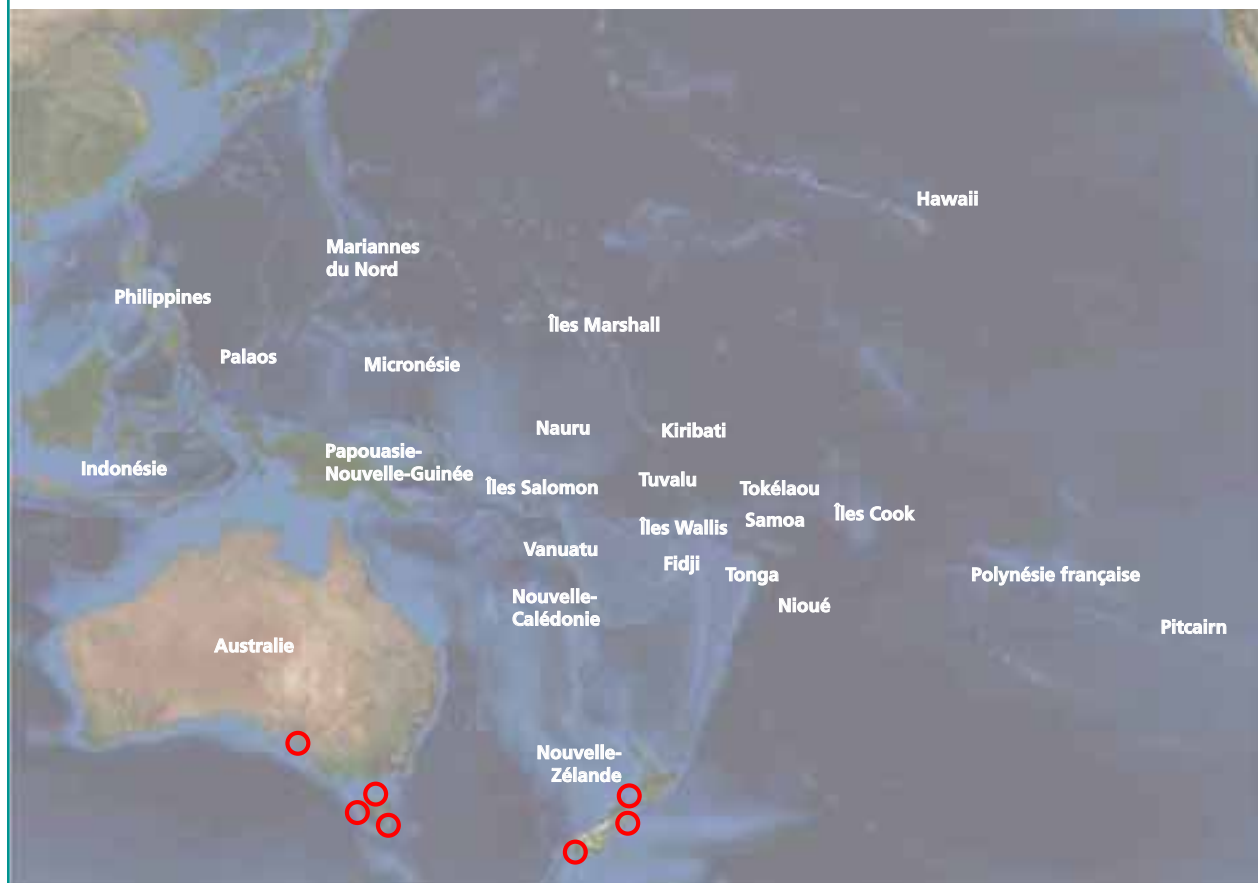 Hawaii
Mariannes
du Nord
Philippines
Îles Marshall
Palaos
Micronésie
Nauru
Kiribati
Papouasie-
Nouvelle-Guinée
Indonésie
Îles Salomon
Tuvalu
Tokélaou
Îles Cook
Samoa
Îles Wallis
Vanuatu
Fidji
Tonga
Polynésie française
Nouvelle-
Calédonie
Nioué
Pitcairn
Australie
Nouvelle-
Zélande